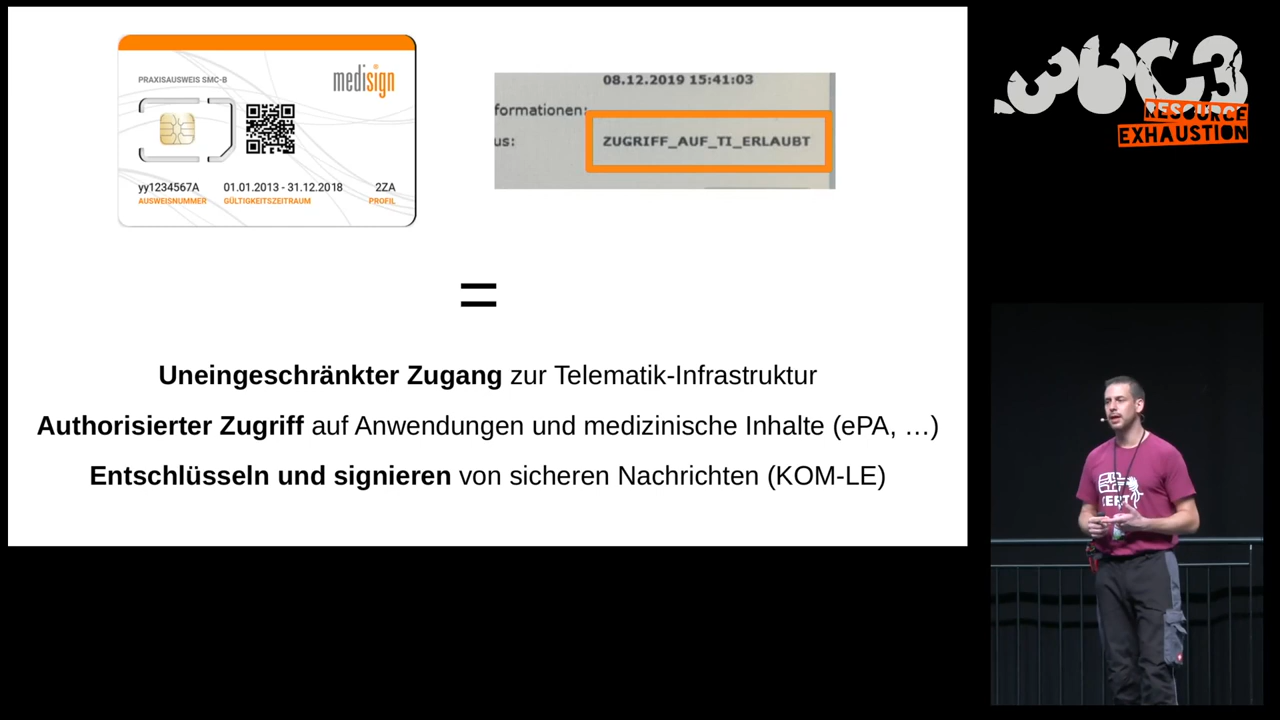 PRAXISAUSWEIS SMC-B
medisign
yy1234567A
01.01.2013 - 31.12.2018
2ZA
AUSWEISNUMMER
GÜLTIGKEITSZEITRAUM
PROFIL
08.12.2019 15:41:03
formationen:
us:
ZUGRIFF_AUF_TI_ERLAUBT
=
Uneingeschränkter Zugang zur Telematik-Infrastruktur
Authorisierter Zugriff auf Anwendungen und medizinische Inhalte (ePA, …)
Entschlüsseln und signieren von sicheren Nachrichten (KOM-LE)
36C3
RESOURCE
EXHAUSTION
CERT